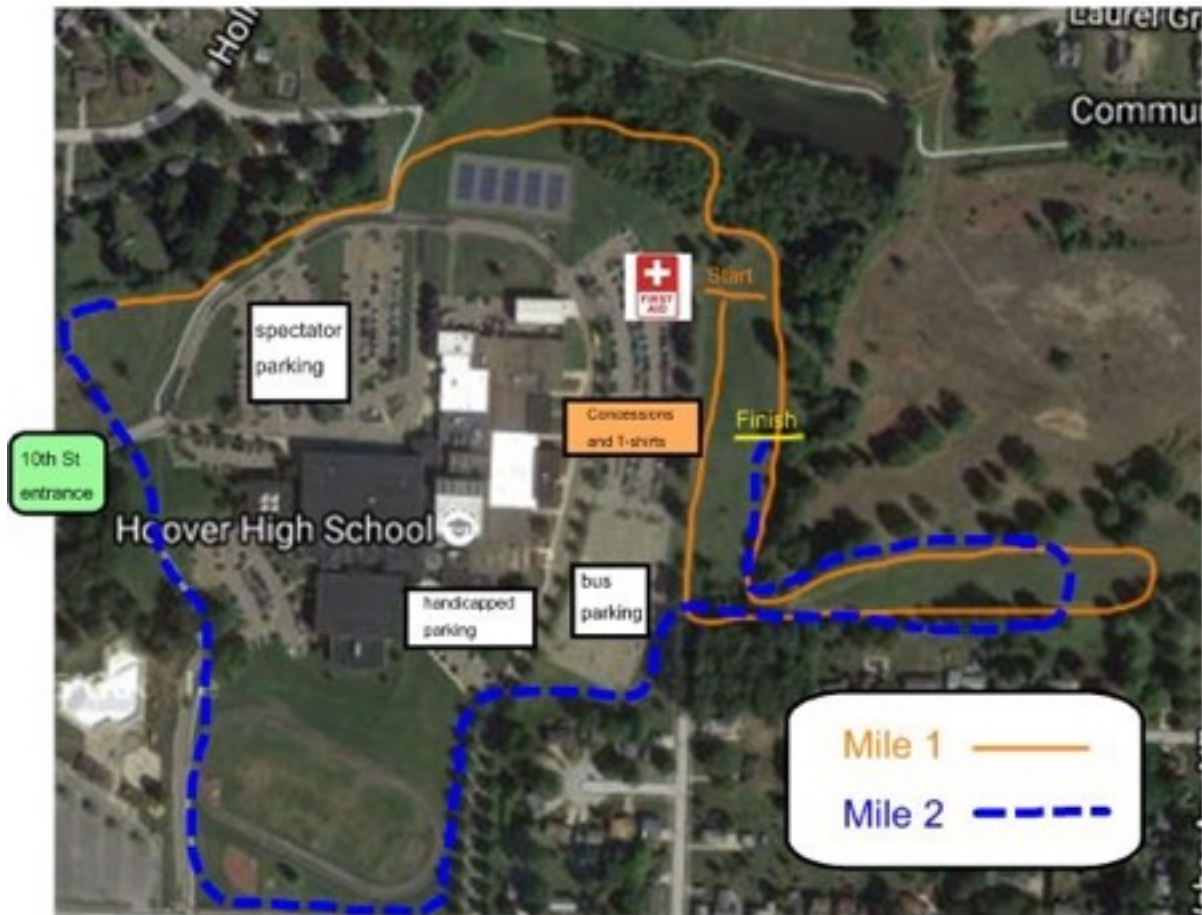 Laurel Gr
Commu
Start
FIRST
AID
spectator
parking
Concessions
and T-shirts
Finish
10th St
entrance
Hoover High School
bus
parking
handicapped
parking
Mile 1
Mile 2